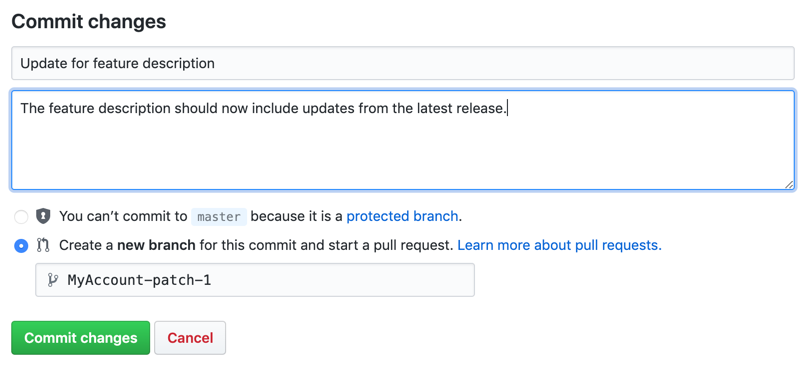 Commit changes
Update for feature description
The feature description should now include updates from the latest release.
You can’t commit to master because it is a protected branch.
Create a new branch for this commit and start a pull request. Learn more about pull requests.
MyAccount-patch-1
Commit changes Cancel